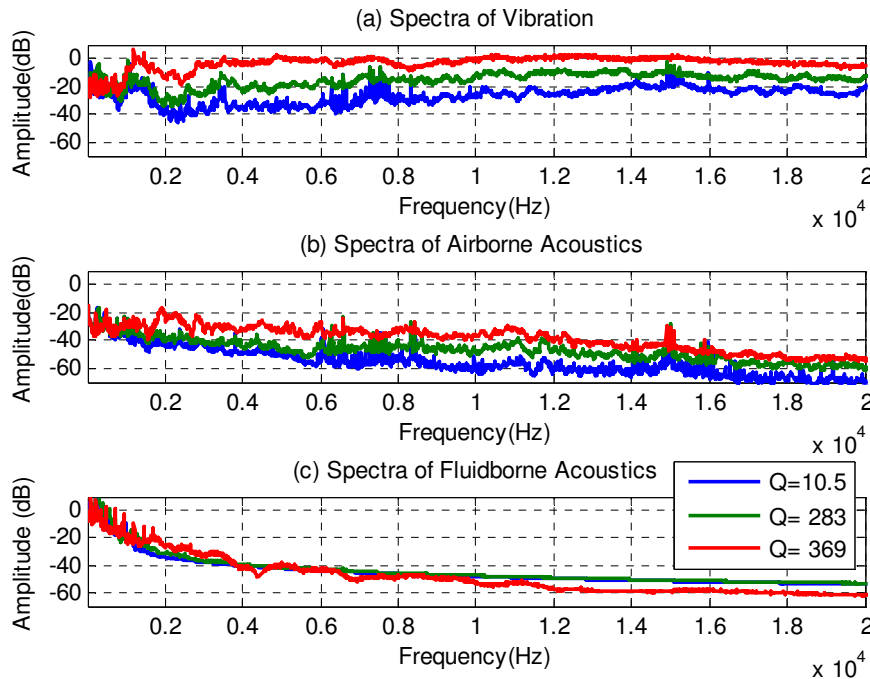 (a) Spectra of Vibration
Amplitude(dB)
0
-20
-40
-60
0.2 0.4 0.6 0.8 1 1.2 1.4 1.6 1.8 2
Frequency(Hz)
x 10^4
(b) Spectra of Airborne Acoustics
Amplitude(dB)
0
-20
-40
-60
0.2 0.4 0.6 0.8 1 1.2 1.4 1.6 1.8 2
Frequency(Hz)
x 10^4
(c) Spectra of Fluidborne Acoustics
Amplitude (dB)
0
-20
-40
-60
Q=10.5
Q= 283
Q= 369
0.2 0.4 0.6 0.8 1 1.2 1.4 1.6 1.8 2
Frequency(Hz)
x 10^4